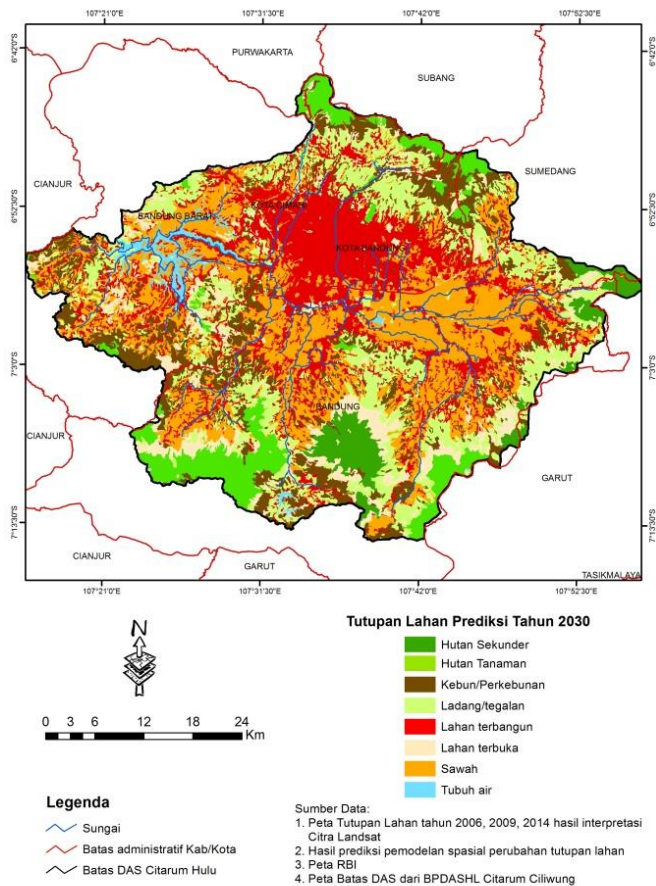 107°21'0"E 107°31'30"E 107°42'0"E 107°52'30"E
6°42'0"S 6°42'0"S
PURWAKARTA
SUBANG
SUMEDANG
CIANJUR
6°52'30"S 6°52'30"S
KOTA CIMAHI
BANDUNG BARAT
KOTA BANDUNG
7°3'0"S 7°3'0"S
BANDUNG
CIANJUR
GARUT
7°13'30"S 7°13'30"S
CIANJUR
GARUT
TASIKMALAYA
107°21'0"E 107°31'30"E 107°42'0"E 107°52'30"E
Tutupan Lahan Prediksi Tahun 2030
Hutan Sekunder
Hutan Tanaman
Kebun/Perkebunan
Ladang/tegalan
Lahan terbangun
Lahan terbuka
Sawah
Tubuh air
N
0 3 6 12 18 24
Km
Legenda
Sungai
Batas administratif Kab/Kota
Batas DAS Citarum Hulu
Sumber Data:
1. Peta Tutupan Lahan tahun 2006, 2009, 2014 hasil interpretasi
Citra Landsat
2. Hasil prediksi pemodelan spasial perubahan tutupan lahan
3. Peta RBI
4. Peta Batas DAS dari BPDASHL Citarum Ciliwung